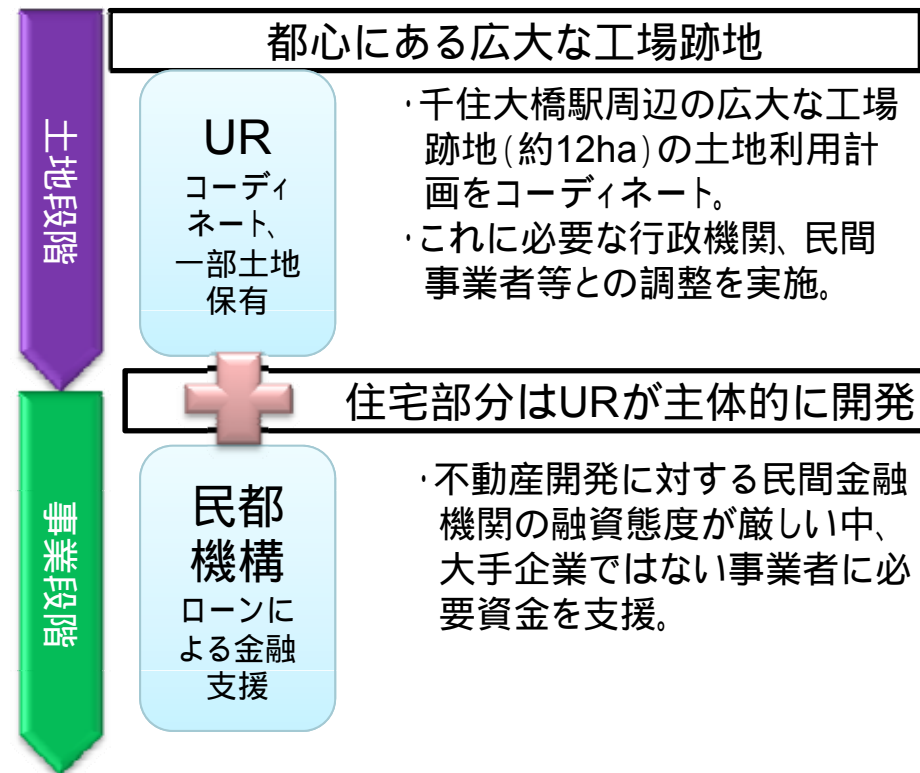 都心にある広大な工場跡地
土地段階
UR
コーディ
ネート、
一部土地
保有
・千住大橋駅周辺の広大な工場
跡地(約12ha)の土地利用計
画をコーディネート。
・これに必要な行政機関、民間
事業者等との調整を実施。
住宅部分はURが主体的に開発
事業段階
民都
機構
ローンに
よる金融
支援
・不動産開発に対する民間金融
機関の融資態度が厳しい中、
大手企業ではない事業者に必
要資金を支援。